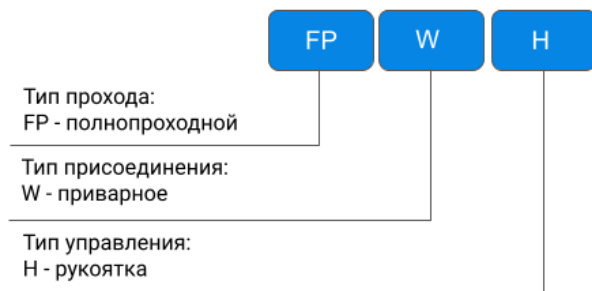 FP W H
Тип прохода:
FP - полнопроходной
Тип присоединения:
W - приварное
Тип управления:
H - рукоятка